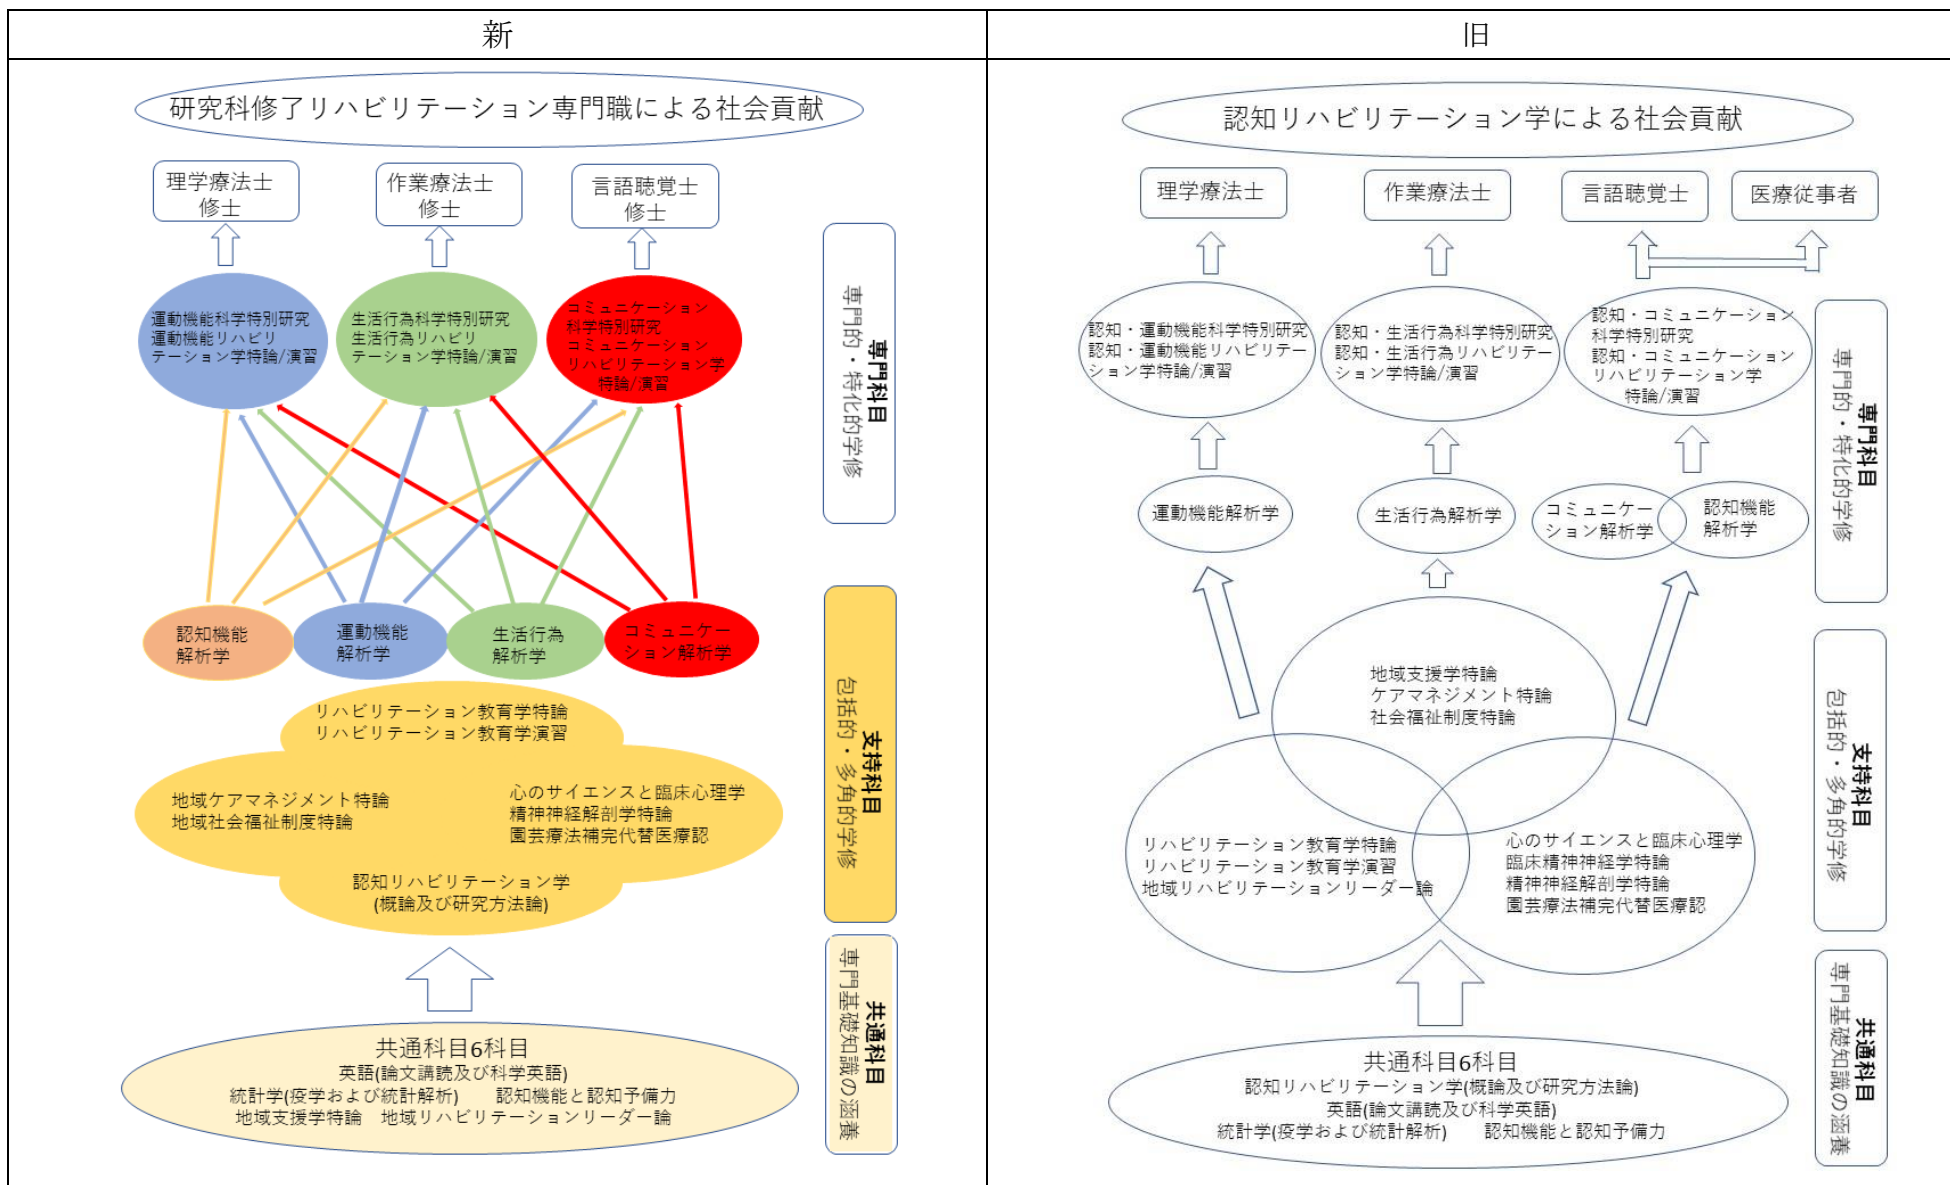 新
研究科修了リハビリテーション専門職による社会貢献
理学療法士
修士
作業療法士
修士
言語聴覚士
修士
運動機能科学特別研究
運動機能リハビリ
テーション学特論/演習
生活行為科学特別研究
生活行為リハビリ
テーション学特論/演習
コミュニケーション
科学特別研究
コミュニケーション
リハビリテーション学
特論/演習
専門科目
専門的・特化的学修
認知機能
解析学
運動機能
解析学
生活行為
解析学
コミュニケー
ション解析学
リハビリテーション教育学特論
リハビリテーション教育学演習
地域ケアマネジメント特論
地域社会福祉制度特論
心のサイエンスと臨床心理学
精神神経解剖学特論
園芸療法補完代替医療認
認知リハビリテーション学
(概論及び研究方法論)
支持科目
包括的・多角的学修
共通科目6科目
英語(論文講読及び科学英語)
統計学(疫学および統計解析)　認知機能と認知予備力
地域支援学特論　地域リハビリテーションリーダー論
共通科目
専門基礎知識の涵養
旧
認知リハビリテーション学による社会貢献
理学療法士
作業療法士
言語聴覚士
医療従事者
認知・運動機能科学特別研究
認知・運動機能リハビリテー
ション学特論/演習
認知・生活行為科学特別研究
認知・生活行為リハビリテー
ション学特論/演習
認知・コミュニケーション
科学特別研究
認知・コミュニケーション
リハビリテーション学
特論/演習
運動機能解析学
生活行為解析学
コミュニケー
ション解析学
認知機能
解析学
専門科目
専門的・特化的学修
地域支援学特論
ケアマネジメント特論
社会福祉制度特論
リハビリテーション教育学特論
リハビリテーション教育学演習
地域リハビリテーションリーダー論
心のサイエンスと臨床心理学
臨床精神神経学特論
精神神経解剖学特論
園芸療法補完代替医療認
支持科目
包括的・多角的学修
共通科目6科目
認知リハビリテーション学(概論及び研究方法論)
英語(論文講読及び科学英語)
統計学(疫学および統計解析)　認知機能と認知予備力
共通科目
専門基礎知識の涵養